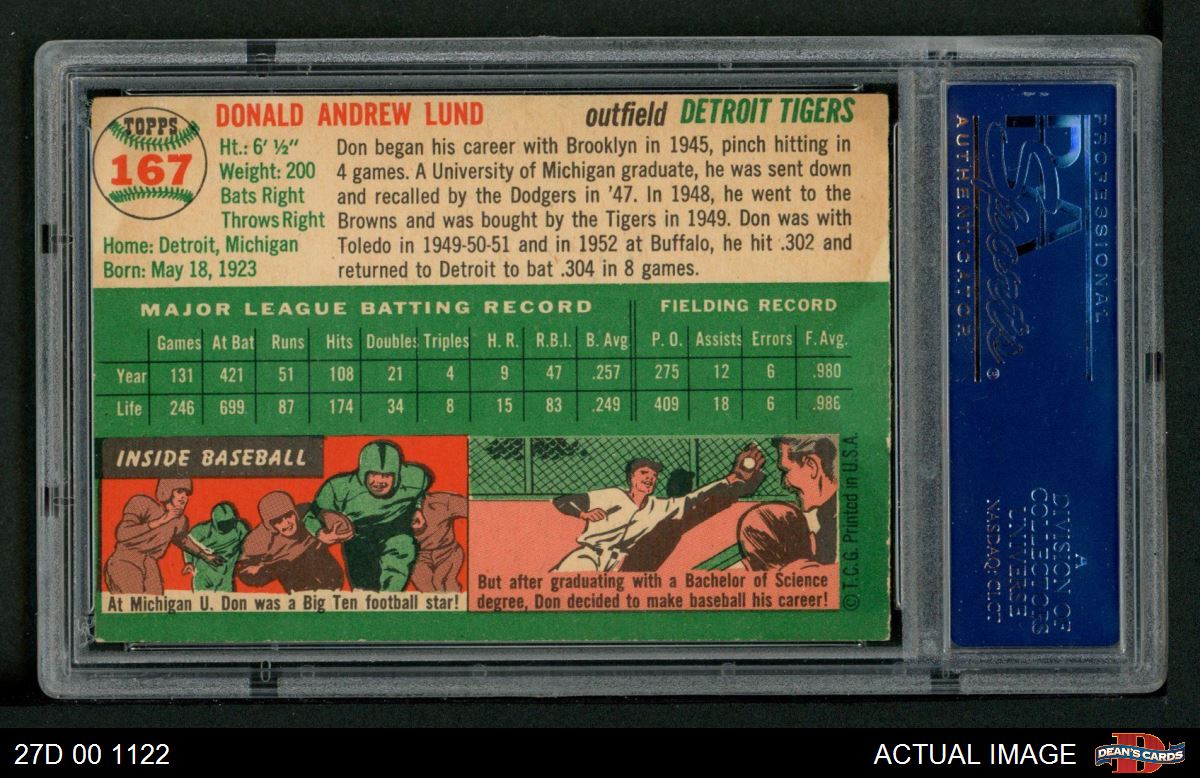 TOPPS
167
DONALD ANDREW LUND
outfield DETROIT TIGERS
Ht.: 6' ½"
Weight: 200
Bats Right
Throws Right
Home: Detroit, Michigan
Born: May 18, 1923
Don began his career with Brooklyn in 1945, pinch hitting in
4 games. A University of Michigan graduate, he was sent down
and recalled by the Dodgers in '47. In 1948, he went to the
Browns and was bought by the Tigers in 1949. Don was with
Toledo in 1949-50-51 and in 1952 at Buffalo, he hit .302 and
returned to Detroit to bat .304 in 8 games.
MAJOR LEAGUE BATTING RECORD FIELDING RECORD
Games At Bat Runs Hits Doubles Triples H. R. R.B.I. B. Avg. P. O. Assists Errors F. Avg.
Year 131 421 51 108 21 4 9 47 .257 275 12 6 .980
Life 246 699 87 174 34 8 15 83 .249 409 18 6 .986
INSIDE BASEBALL
At Michigan U. Don was a Big Ten football star!
But after graduating with a Bachelor of Science
degree, Don decided to make baseball his career!
© T.C.G. Printed in U.S.A.
PROFESSIONAL
PSA
Sports
AUTHENTICATOR
®
A
DIVISION OF
COLLECTORS
UNIVERSE
NASDAQ:CLCT
27D 00 1122
ACTUAL IMAGE
D
DEAN'S CARDS